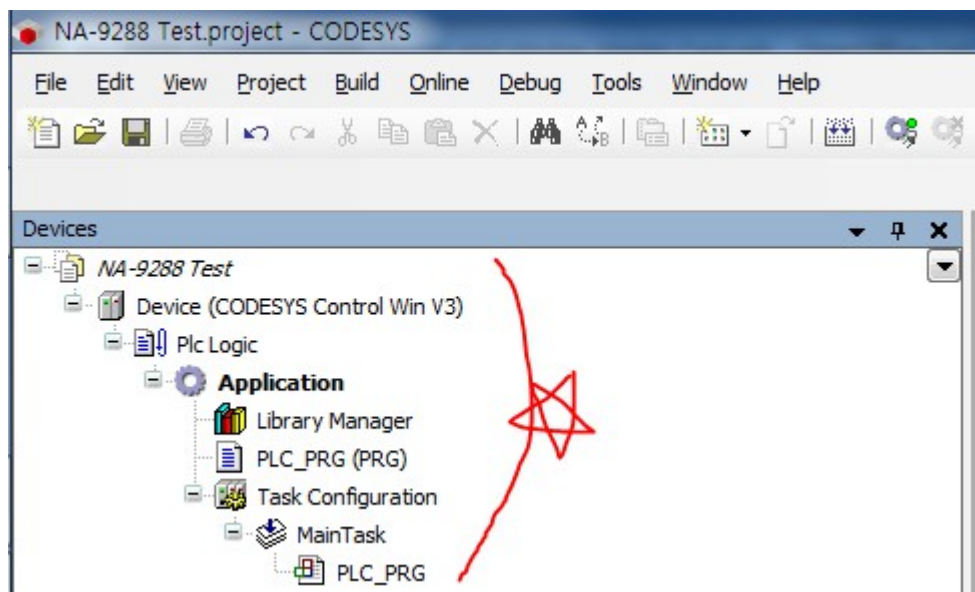 NA-9288 Test.project - CODESYS
File Edit View Project Build Online Debug Tools Window Help
Devices
NA-9288 Test
Device (CODESYS Control Win V3)
Plc Logic
Application
Library Manager
PLC_PRG (PRG)
Task Configuration
MainTask
PLC_PRG